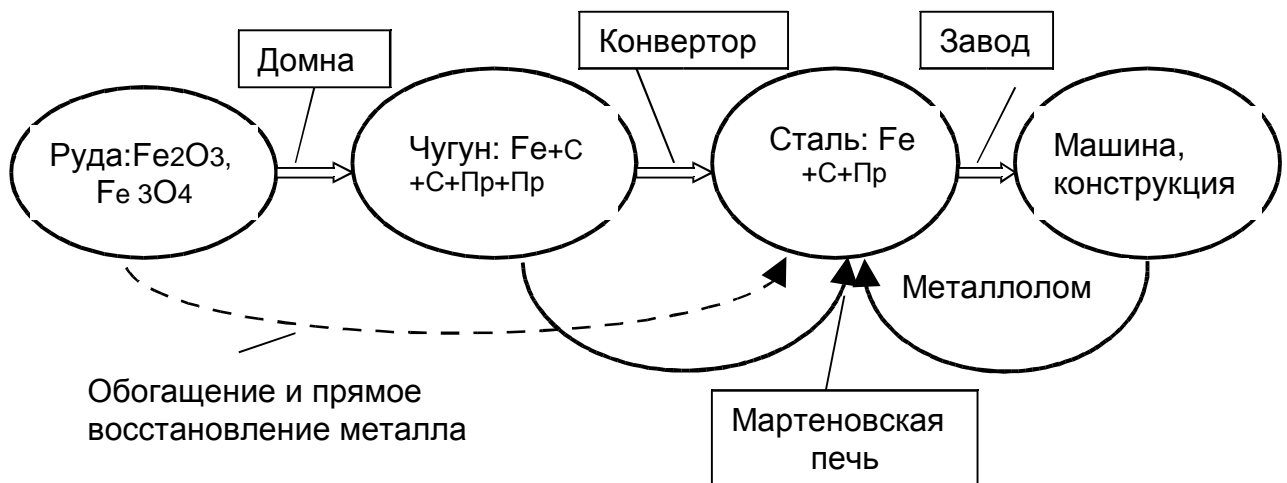 Домна
Конвертор
Завод
Руда:Fe2O3,
Fe 3O4
Чугун: Fe+C
+С+Пр+Пр
Сталь: Fe
+С+Пр
Машина,
конструкция
Металлолом
Обогащение и прямое
восстановление металла
Мартеновская
печь